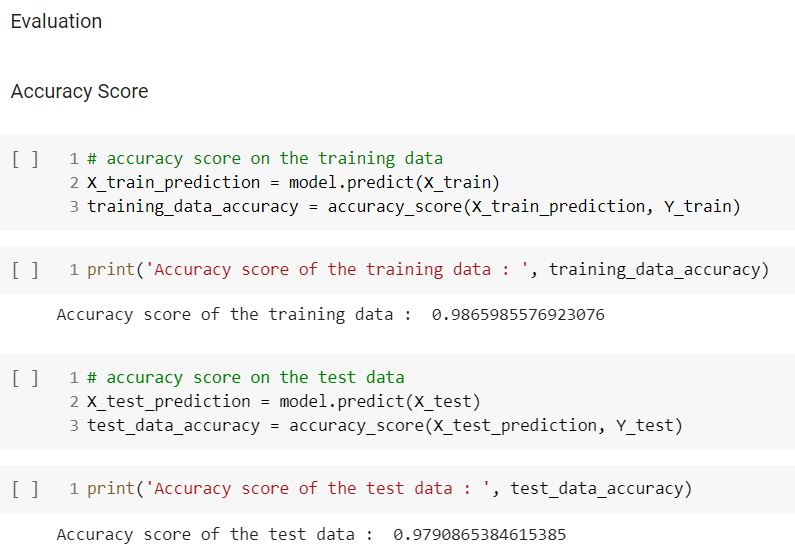 Evaluation
Accuracy Score
[ ] 1 # accuracy score on the training data
2 X_train_prediction = model.predict(X_train)
3 training_data_accuracy = accuracy_score(X_train_prediction, Y_train)
[ ] 1 print('Accuracy score of the training data : ', training_data_accuracy)
Accuracy score of the training data :  0.9865985576923076
[ ] 1 # accuracy score on the test data
2 X_test_prediction = model.predict(X_test)
3 test_data_accuracy = accuracy_score(X_test_prediction, Y_test)
[ ] 1 print('Accuracy score of the test data : ', test_data_accuracy)
Accuracy score of the test data :  0.9790865384615385